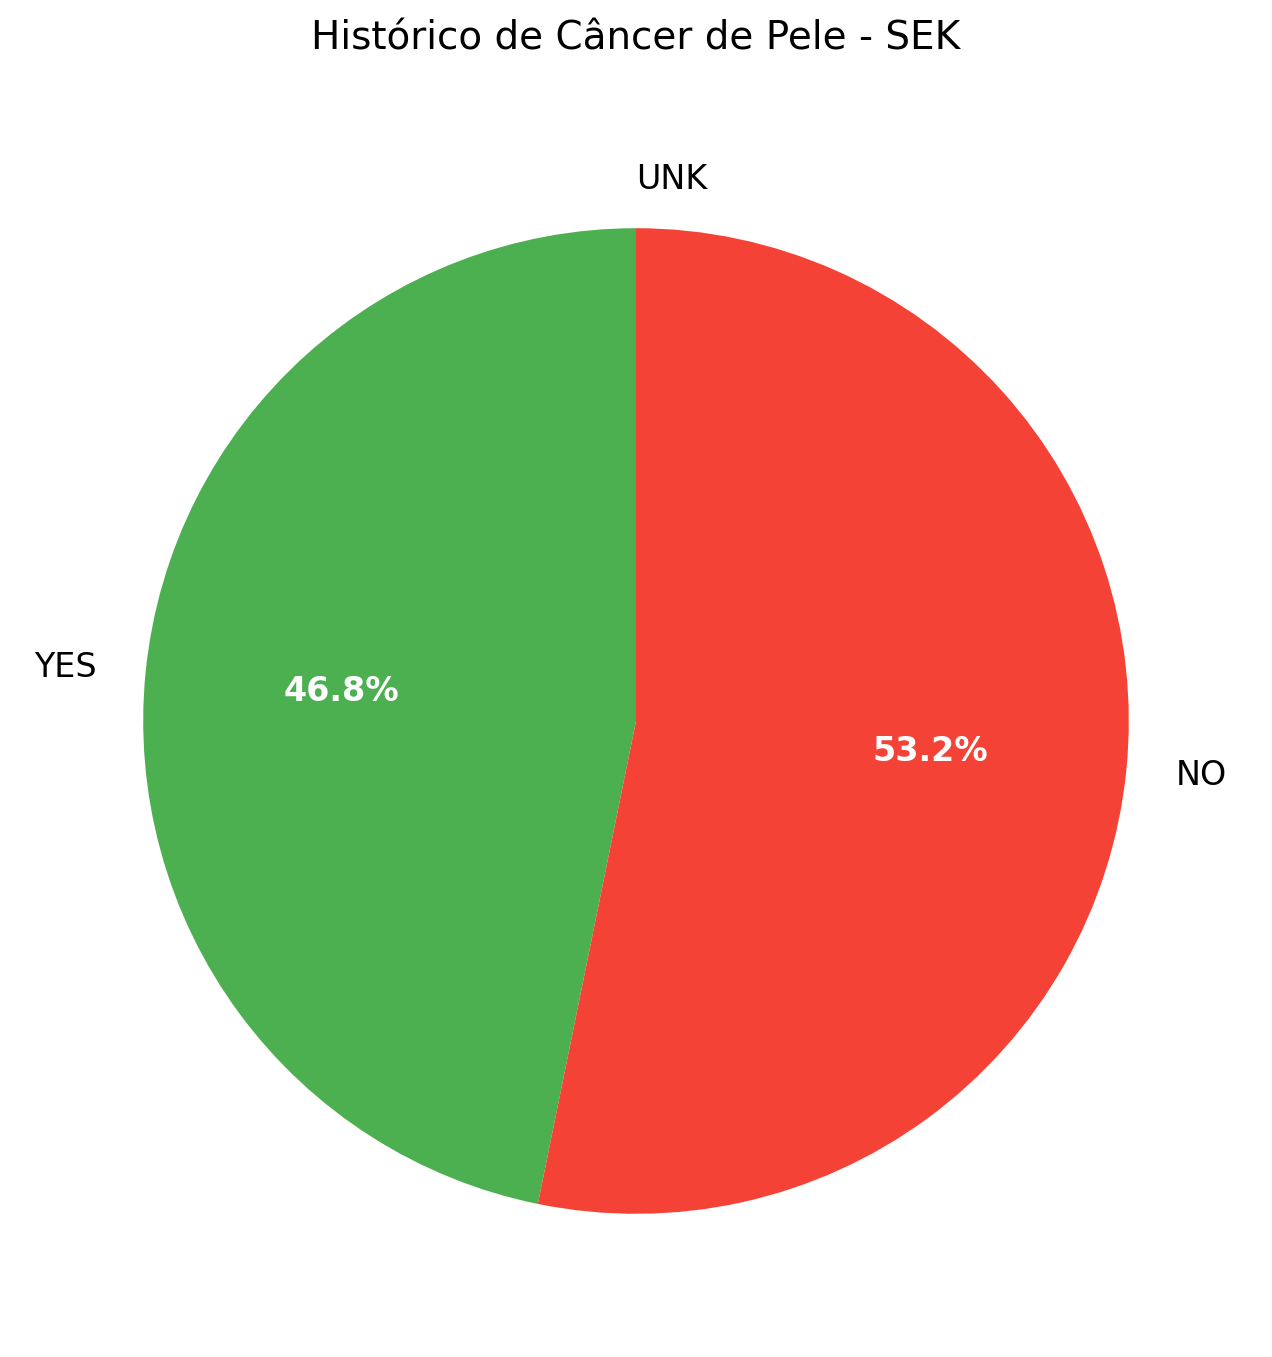 Histórico de Câncer de Pele - SEK
UNK
YES
46.8%
53.2%
NO